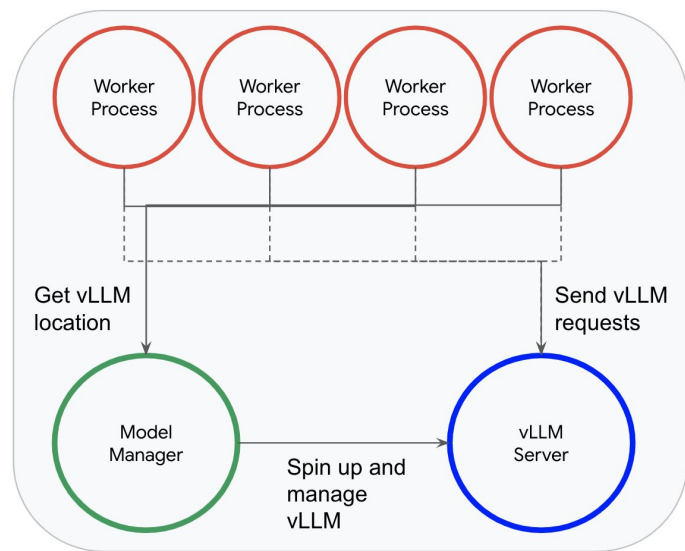 Worker
Process
Worker
Process
Worker
Process
Worker
Process
Get vLLM
location
Send vLLM
requests
Model
Manager
Spin up and
manage
vLLM
vLLM
Server